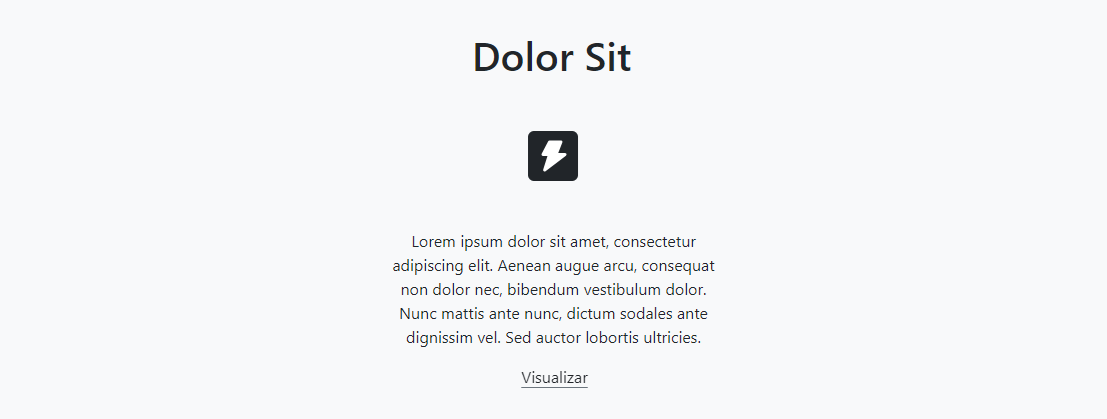 Dolor Sit
Lorem ipsum dolor sit amet, consectetur
adipiscing elit. Aenean augue arcu, consequat
non dolor nec, bibendum vestibulum dolor.
Nunc mattis ante nunc, dictum sodales ante
dignissim vel. Sed auctor lobortis ultricies.
Visualizar